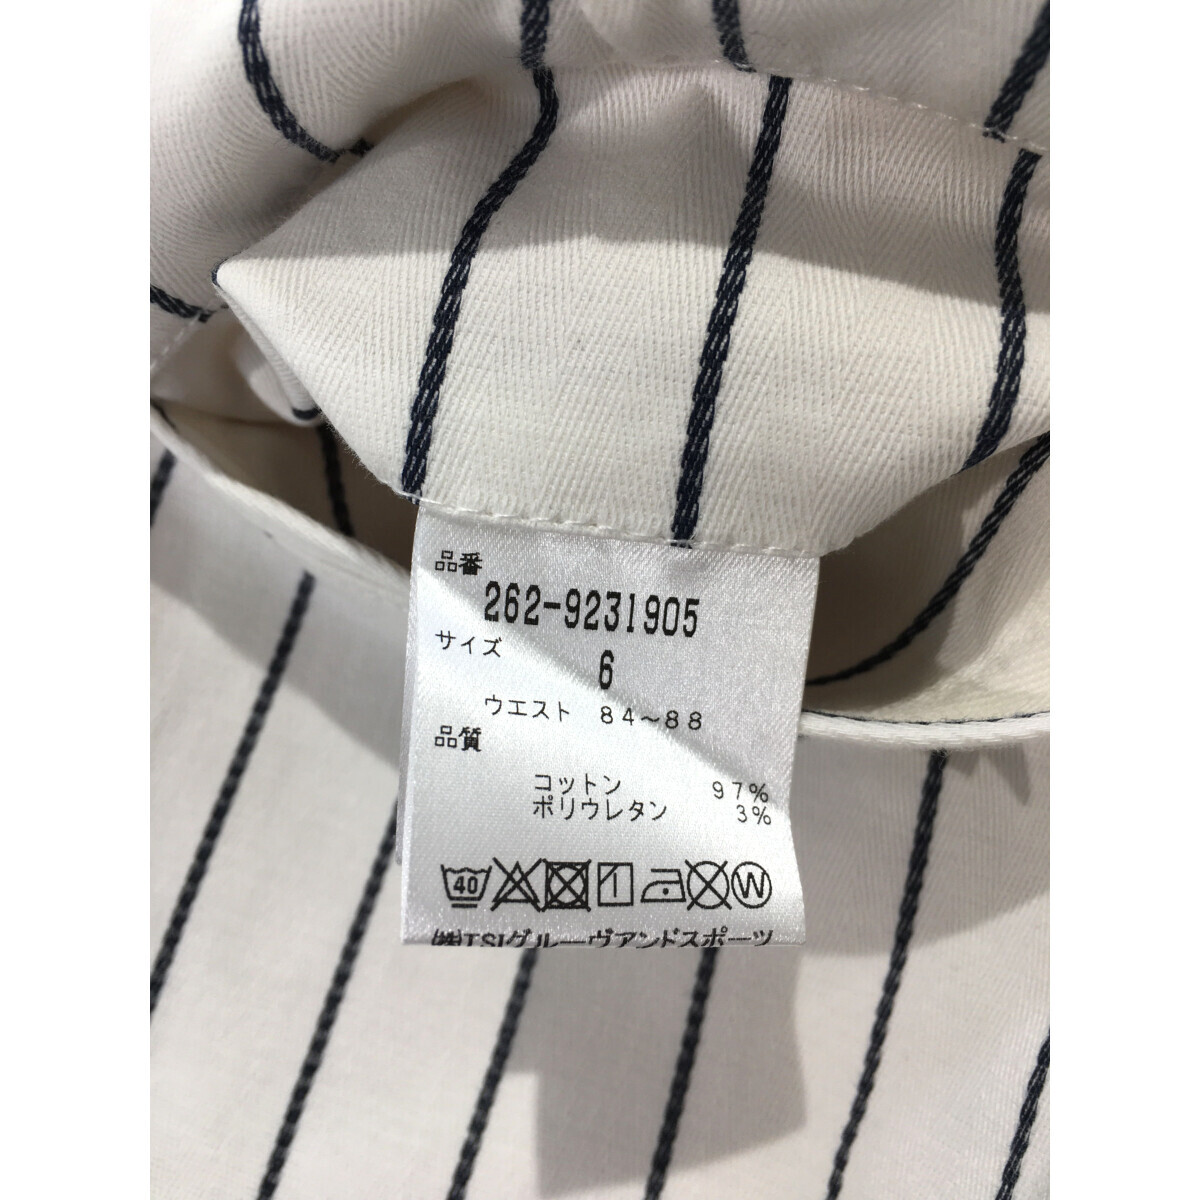 品番
262-9231905
サイズ
6
ウエスト 84~88
品質
コットン 97%
ポリウレタン 3%
40 1 W
㈱TSIグルーヴアンドスポーツ